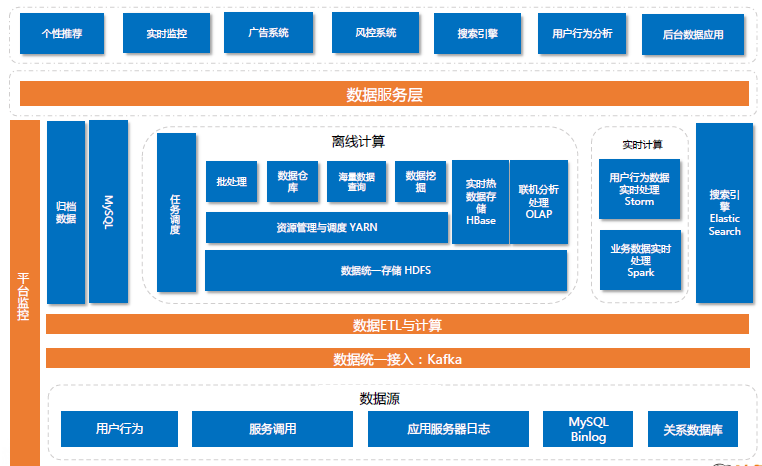 个性推荐
实时监控
广告系统
风控系统
搜索引擎
用户行为分析
后台数据应用
数据服务层
平台监控
归档
数据
MySQL
离线计算
任务调度
批处理
数据仓
库
海量数据
查询
数据挖
掘
实时热
数据存
储
HBase
联机分析
处理
OLAP
资源管理与调度 YARN
数据统一存储 HDFS
实时计算
用户行为数据
实时处理
Storm
业务数据实时
处理
Spark
搜索引
擎
Elastic
Search
数据ETL与计算
数据统一接入：Kafka
数据源
用户行为
服务调用
应用服务器日志
MySQL
Binlog
关系数据库